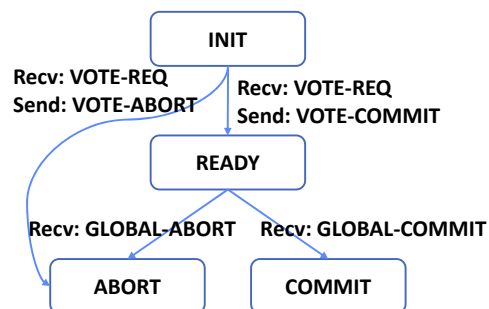 INIT
Recv: VOTE-REQ
Send: VOTE-ABORT
Recv: VOTE-REQ
Send: VOTE-COMMIT
READY
Recv: GLOBAL-ABORT
Recv: GLOBAL-COMMIT
ABORT
COMMIT